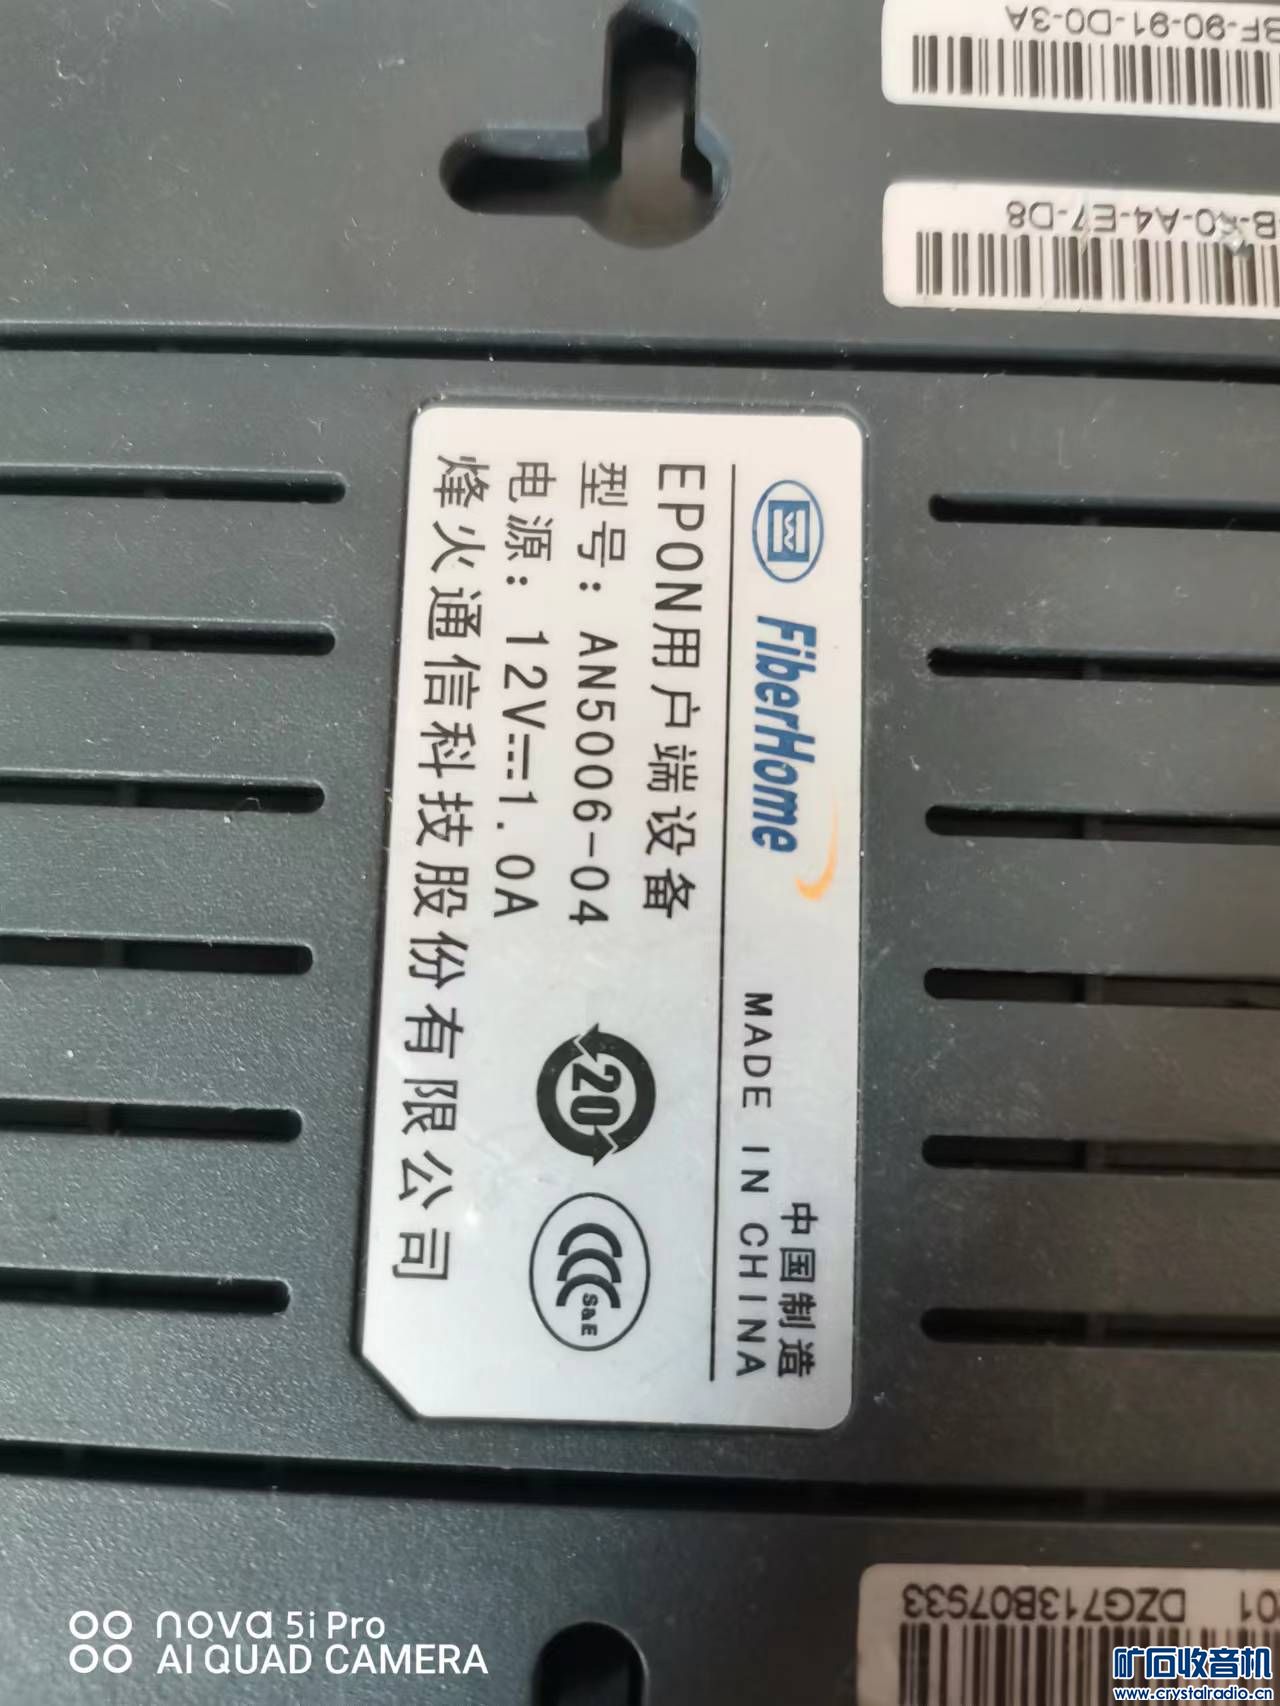 BF-90-91-D0-3A
B-F0-A4-E7-D8
FiberHome
中国制造
MADE IN CHINA
EPON用户端设备
型号：AN5006-04
电源：12V⎓1.0A
烽火通信科技股份有限公司
20
CCC
S&E
01 DZG713B07933
nova 5i Pro
AI QUAD CAMERA
矿石收音机
www.crystalradio.cn